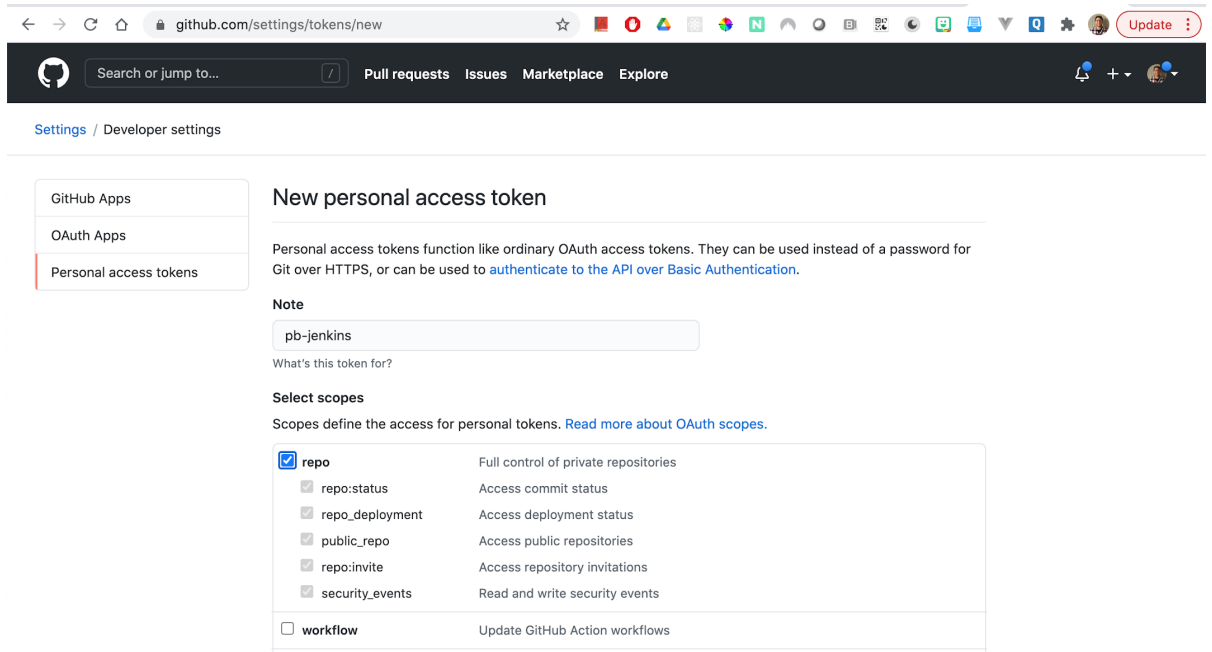 github.com/settings/tokens/new
Update
Search or jump to...
/
Pull requests
Issues
Marketplace
Explore
Settings / Developer settings
GitHub Apps
OAuth Apps
Personal access tokens
New personal access token
Personal access tokens function like ordinary OAuth access tokens. They can be used instead of a password for
Git over HTTPS, or can be used to authenticate to the API over Basic Authentication.
Note
pb-jenkins
What's this token for?
Select scopes
Scopes define the access for personal tokens. Read more about OAuth scopes.
repo Full control of private repositories
repo:status Access commit status
repo_deployment Access deployment status
public_repo Access public repositories
repo:invite Access repository invitations
security_events Read and write security events
workflow Update GitHub Action workflows